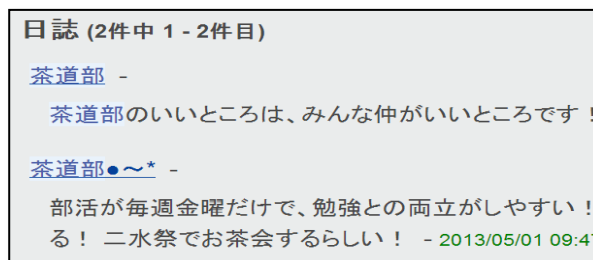 日誌 (2件中 1 - 2件目)
茶道部 -
茶道部のいいところは、みんな仲がいいところです！
茶道部●～* -
部活が毎週金曜だけで、勉強との両立がしやすい！
る！ 二水祭でお茶会するらしい！ - 2013/05/01 09:47